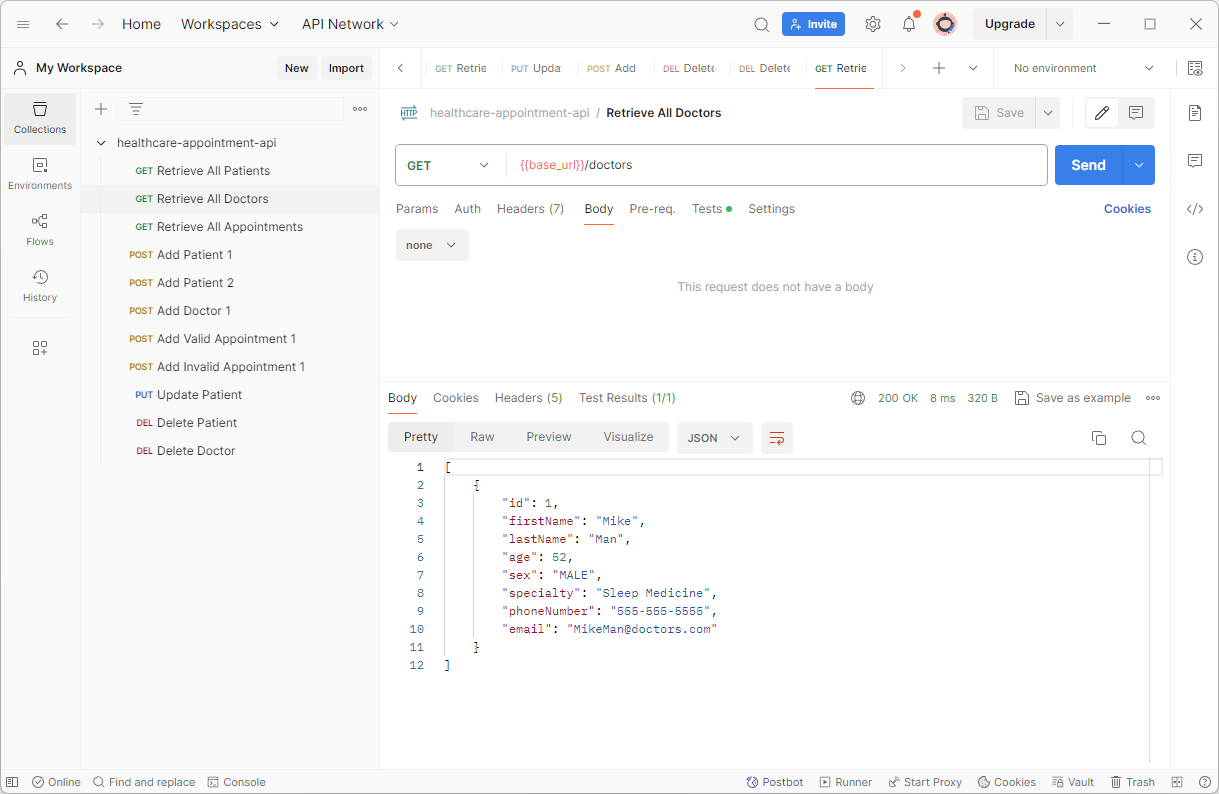 Home Workspaces API Network Invite Upgrade
My Workspace New Import GET Retrie PUT Upda POST Add DEL Delete DEL Delete GET Retrie No environment
Collections
Environments
Flows
History
healthcare-appointment-api
GET Retrieve All Patients
GET Retrieve All Doctors
GET Retrieve All Appointments
POST Add Patient 1
POST Add Patient 2
POST Add Doctor 1
POST Add Valid Appointment 1
POST Add Invalid Appointment 1
PUT Update Patient
DEL Delete Patient
DEL Delete Doctor
HTTP healthcare-appointment-api / Retrieve All Doctors Save
GET {{base_url}}/doctors Send
Params Auth Headers (7) Body Pre-req. Tests Settings Cookies
none
This request does not have a body
Body Cookies Headers (5) Test Results (1/1) 200 OK 8 ms 320 B Save as example
Pretty Raw Preview Visualize JSON
1 [
2 {
3 "id": 1,
4 "firstName": "Mike",
5 "lastName": "Man",
6 "age": 52,
7 "sex": "MALE",
8 "specialty": "Sleep Medicine",
9 "phoneNumber": "555-555-5555",
10 "email": "MikeMan@doctors.com"
11 }
12 ]
Online Find and replace Console Postbot Runner Start Proxy Cookies Vault Trash